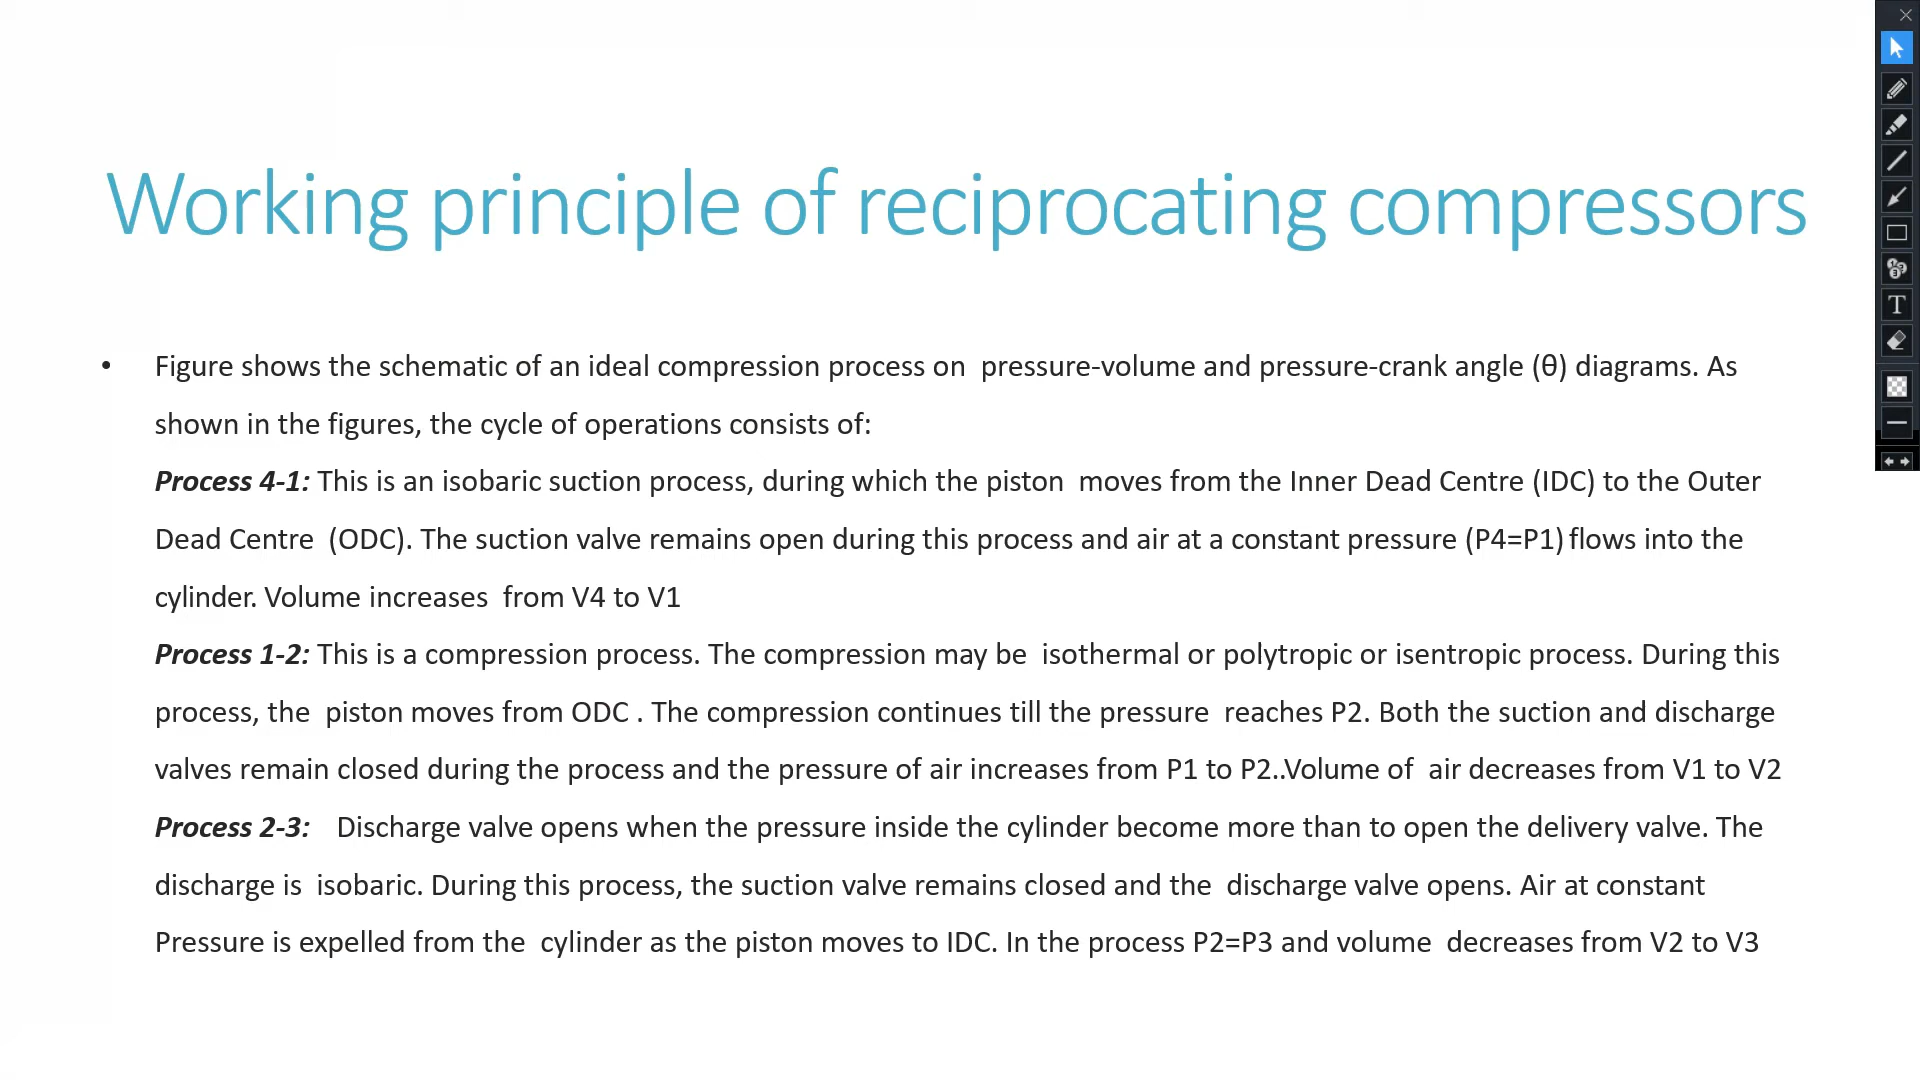 Working principle of reciprocating compressors
• Figure shows the schematic of an ideal compression process on pressure-volume and pressure-crank angle (θ) diagrams. As
shown in the figures, the cycle of operations consists of:
Process 4-1: This is an isobaric suction process, during which the piston moves from the Inner Dead Centre (IDC) to the Outer
Dead Centre (ODC). The suction valve remains open during this process and air at a constant pressure (P4=P1) flows into the
cylinder. Volume increases from V4 to V1
Process 1-2: This is a compression process. The compression may be isothermal or polytropic or isentropic process. During this
process, the piston moves from ODC . The compression continues till the pressure reaches P2. Both the suction and discharge
valves remain closed during the process and the pressure of air increases from P1 to P2..Volume of air decreases from V1 to V2
Process 2-3: Discharge valve opens when the pressure inside the cylinder become more than to open the delivery valve. The
discharge is isobaric. During this process, the suction valve remains closed and the discharge valve opens. Air at constant
Pressure is expelled from the cylinder as the piston moves to IDC. In the process P2=P3 and volume decreases from V2 to V3